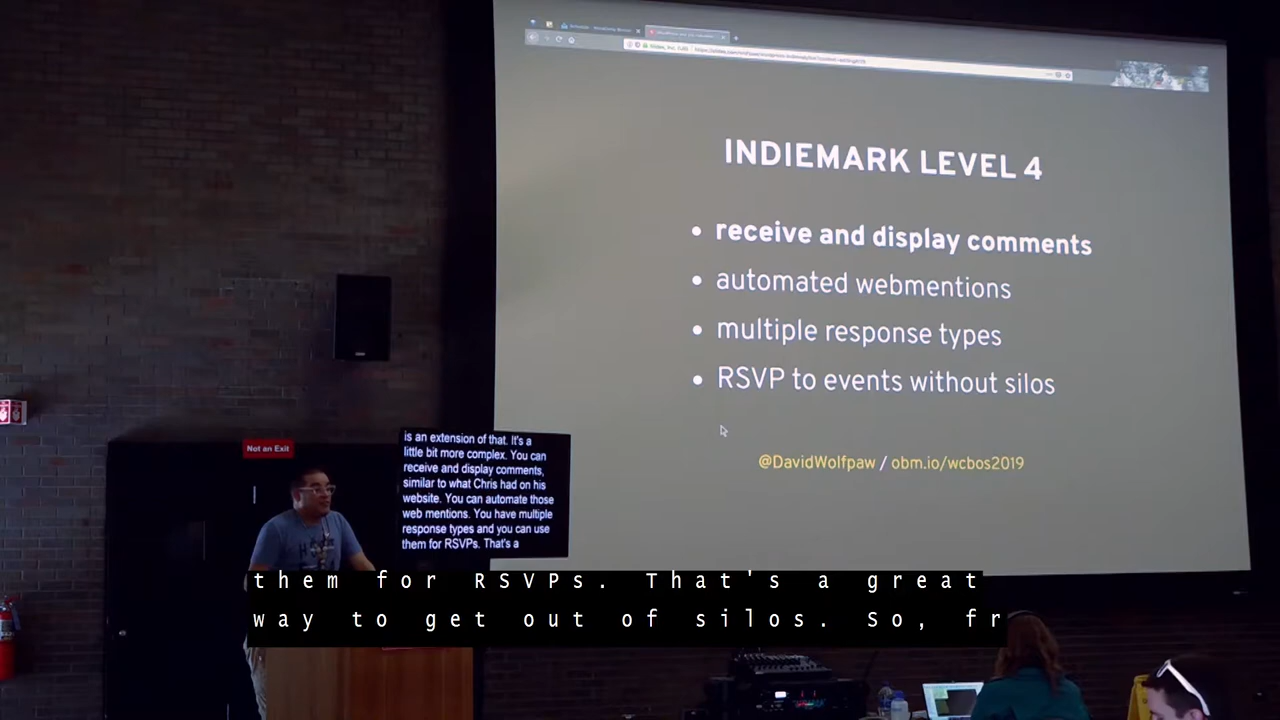 INDIEMARK LEVEL 4
• receive and display comments
• automated webmentions
• multiple response types
• RSVP to events without silos
@DavidWolfpaw / obm.io/wcbos2019
Not an Exit
is an extension of that. It's a
little bit more complex. You can
receive and display comments,
similar to what Chris had on his
website. You can automate those
web mentions. You have multiple
response types and you can use
them for RSVPs. That's a
them for RSVPs. That's a great
way to get out of silos. So, fr